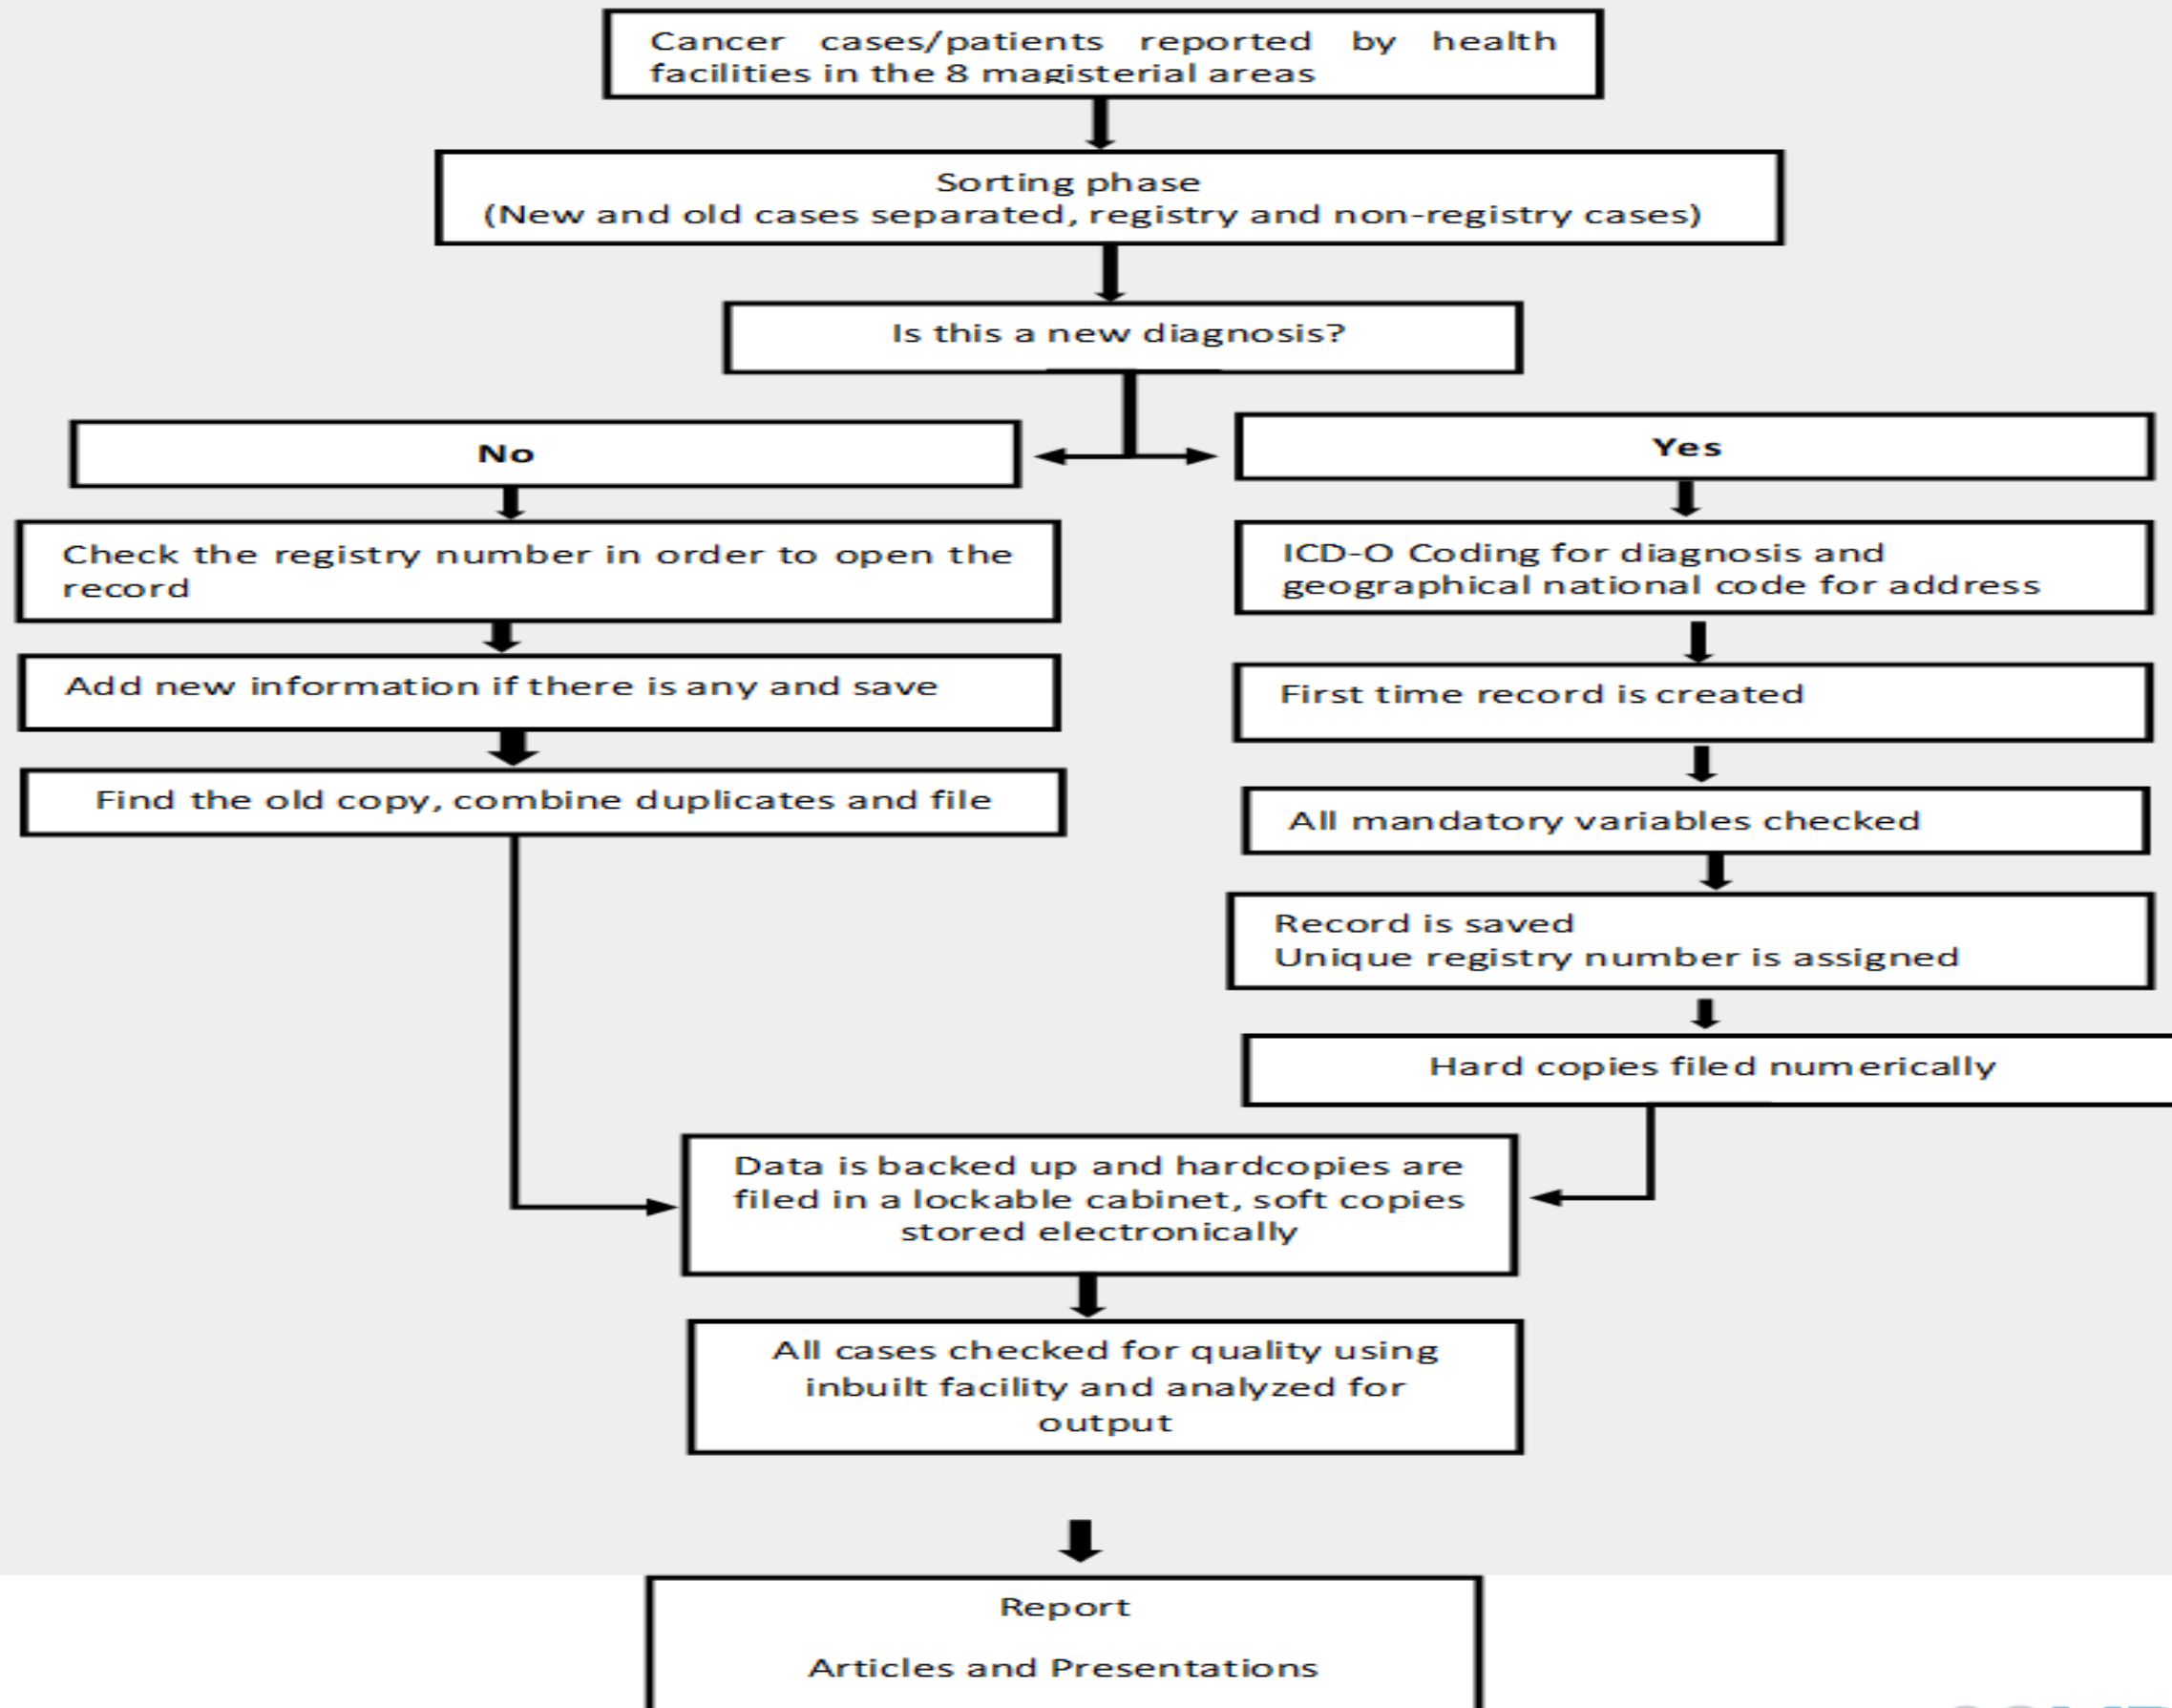 Cancer cases/patients reported by health
facilities in the 8 magisterial areas
Sorting phase
(New and old cases separated, registry and non-registry cases)
Is this a new diagnosis?
No
Check the registry number in order to open the
record
Add new information if there is any and save
Find the old copy, combine duplicates and file
Yes
ICD-O Coding for diagnosis and
geographical national code for address
First time record is created
All mandatory variables checked
Record is saved
Unique registry number is assigned
Hard copies filed numerically
Data is backed up and hardcopies are
filed in a lockable cabinet, soft copies
stored electronically
All cases checked for quality using
inbuilt facility and analyzed for
output
Report
Articles and Presentations